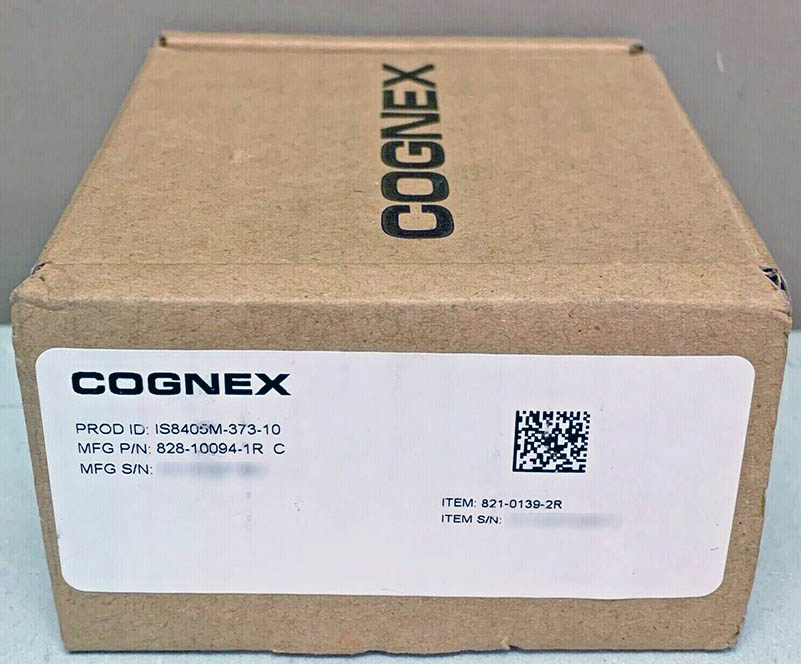 COGNEX
COGNEX
PROD ID: IS8405M-373-10
MFG P/N: 828-10094-1R C
MFG S/N:
ITEM: 821-0139-2R
ITEM S/N: